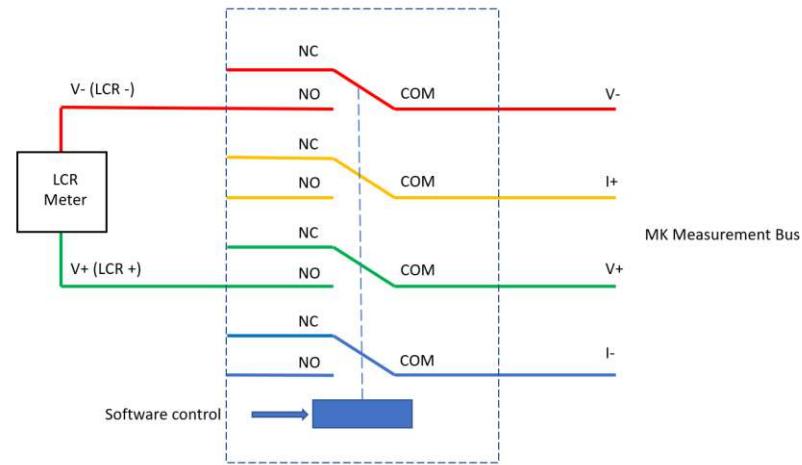 NC
V- (LCR -)
NO
COM
V-
NC
LCR
Meter
NO
COM
I+
NC
MK Measurement Bus
V+ (LCR +)
NO
COM
V+
NC
NO
COM
I-
Software control